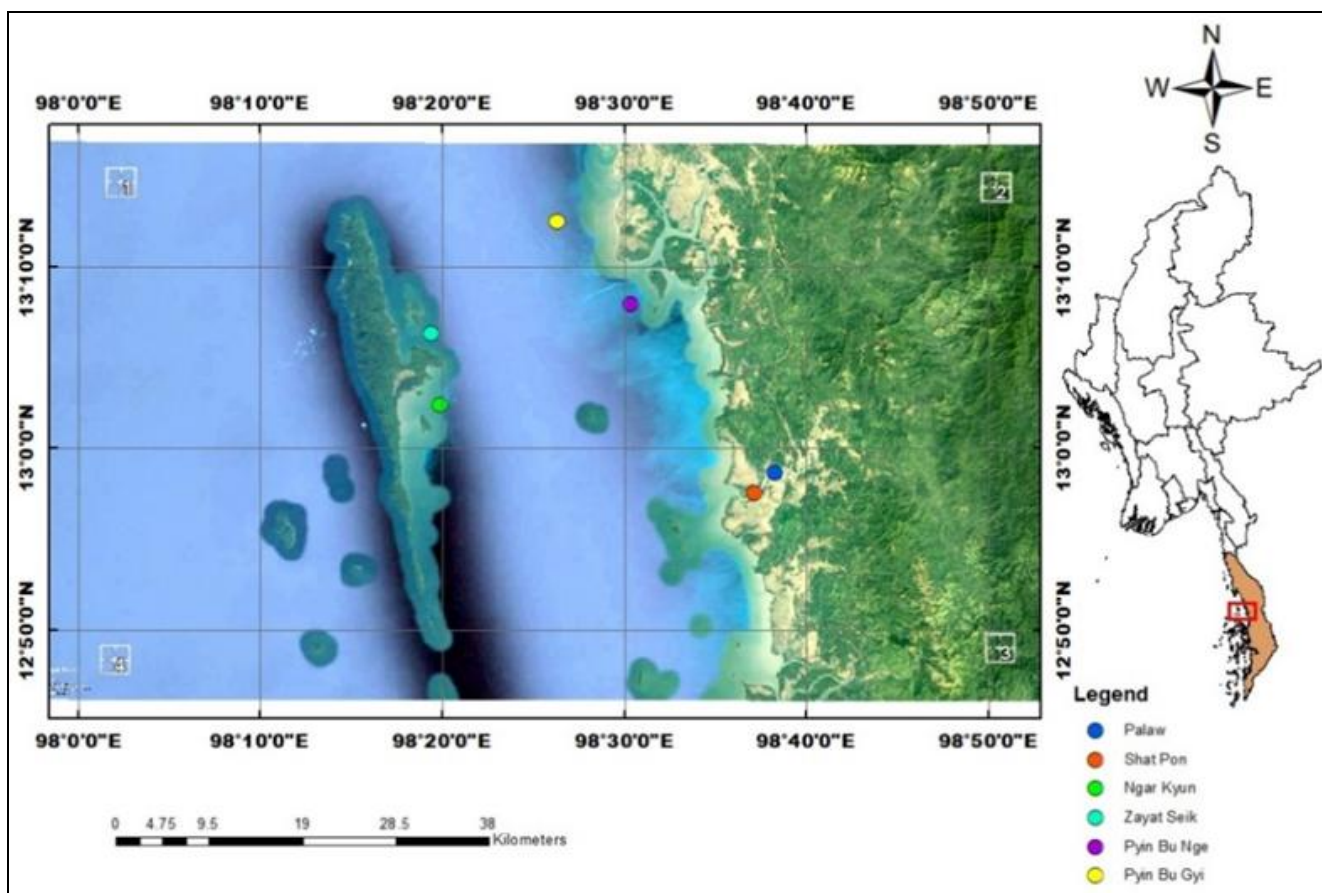 N
W E
S
98°0'0"E 98°10'0"E 98°20'0"E 98°30'0"E 98°40'0"E 98°50'0"E
1
2
13°10'0"N
13°10'0"N
13°0'0"N
13°0'0"N
12°50'0"N
12°50'0"N
4
3
98°0'0"E 98°10'0"E 98°20'0"E 98°30'0"E 98°40'0"E 98°50'0"E
0 4.75 9.5 19 28.5 38
Kilometers
Legend
Palaw
Shat Pon
Ngar Kyun
Zayat Seik
Pyin Bu Nge
Pyin Bu Gyi